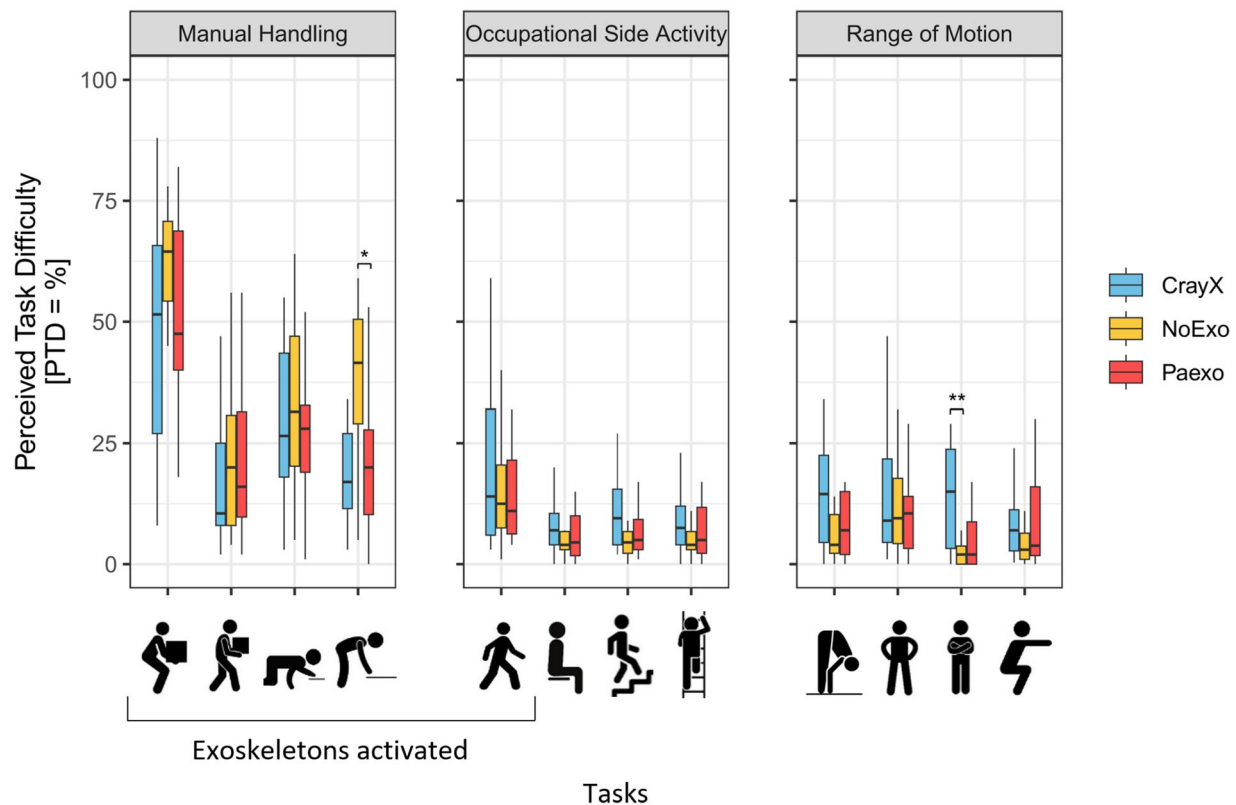 Manual Handling
Occupational Side Activity
Range of Motion
Perceived Task Difficulty
[PTD = %]
100
75
50
25
0
*
**
CrayX
NoExo
Paexo
Exoskeletons activated
Tasks